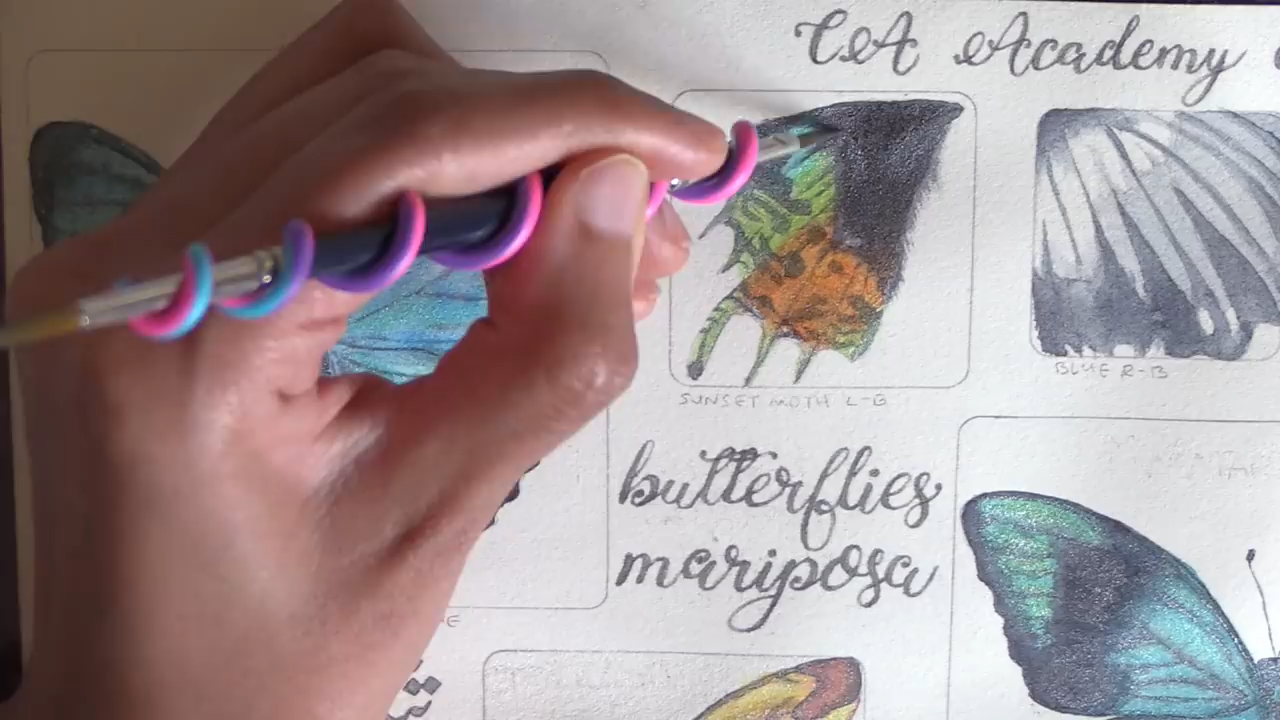 CA Academy
SUNSET MOTH L-B
BLUE R-B
butterflies
mariposa